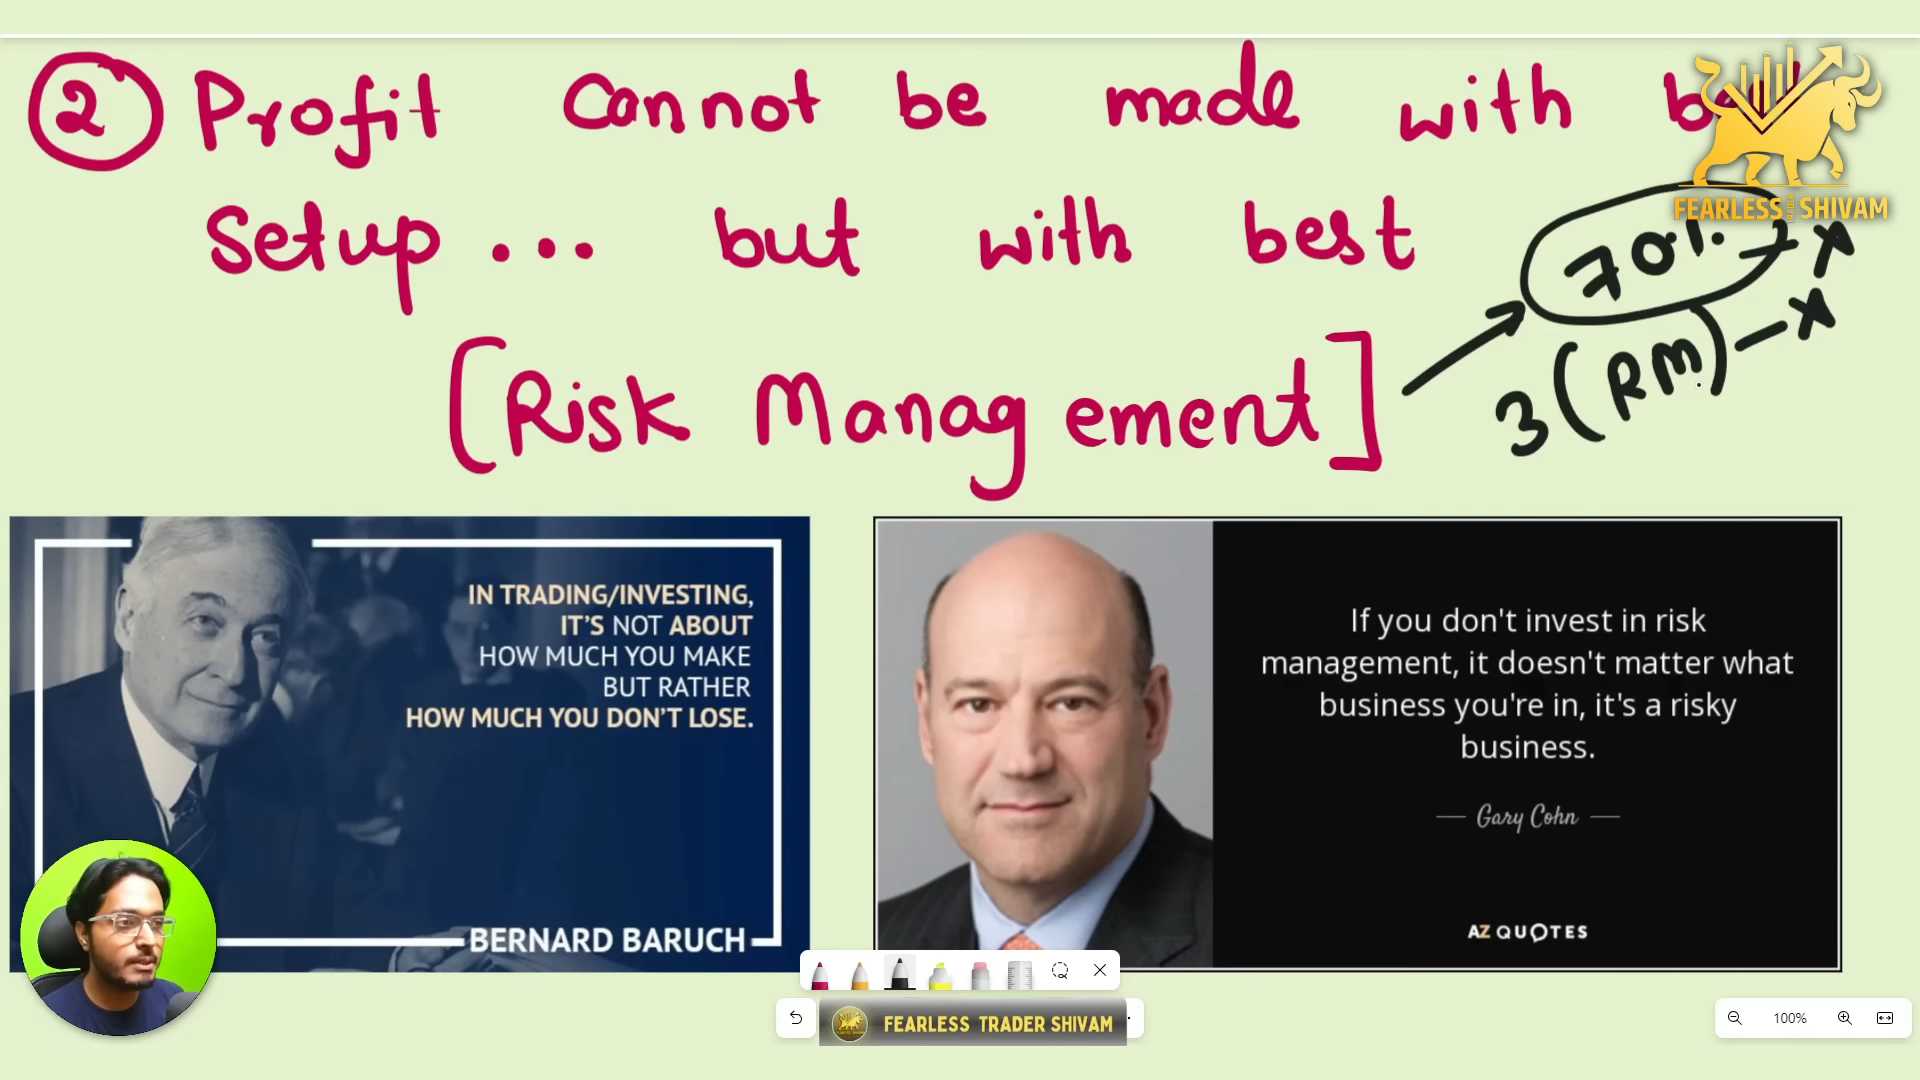 ② Profit cannot be made with
setup ... but with best
[Risk Management]
70%. - x
3 (RM) - x
FEARLESS SHIVAM
IN TRADING/INVESTING,
IT'S NOT ABOUT
HOW MUCH YOU MAKE
BUT RATHER
HOW MUCH YOU DON'T LOSE.
BERNARD BARUCH
If you don't invest in risk
management, it doesn't matter what
business you're in, it's a risky
business.
Gary Cohn
AZ QUOTES
FEARLESS TRADER SHIVAM
100%